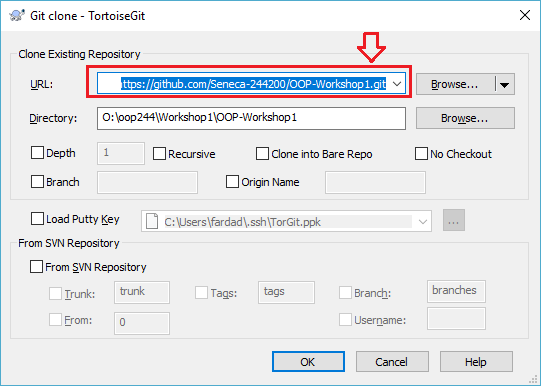 Git clone - TortoiseGit
Clone Existing Repository
URL: ttps://github.com/Seneca-244200/OOP-Workshop1.git Browse...
Directory: O:\oop244\Workshop1\OOP-Workshop1 Browse...
Depth 1 Recursive Clone into Bare Repo No Checkout
Branch Origin Name
Load Putty Key C:\Users\fardad\.ssh\TorGit.ppk ...
From SVN Repository
From SVN Repository
Trunk: trunk Tags: tags Branch: branches
From: 0 Username:
OK Cancel Help